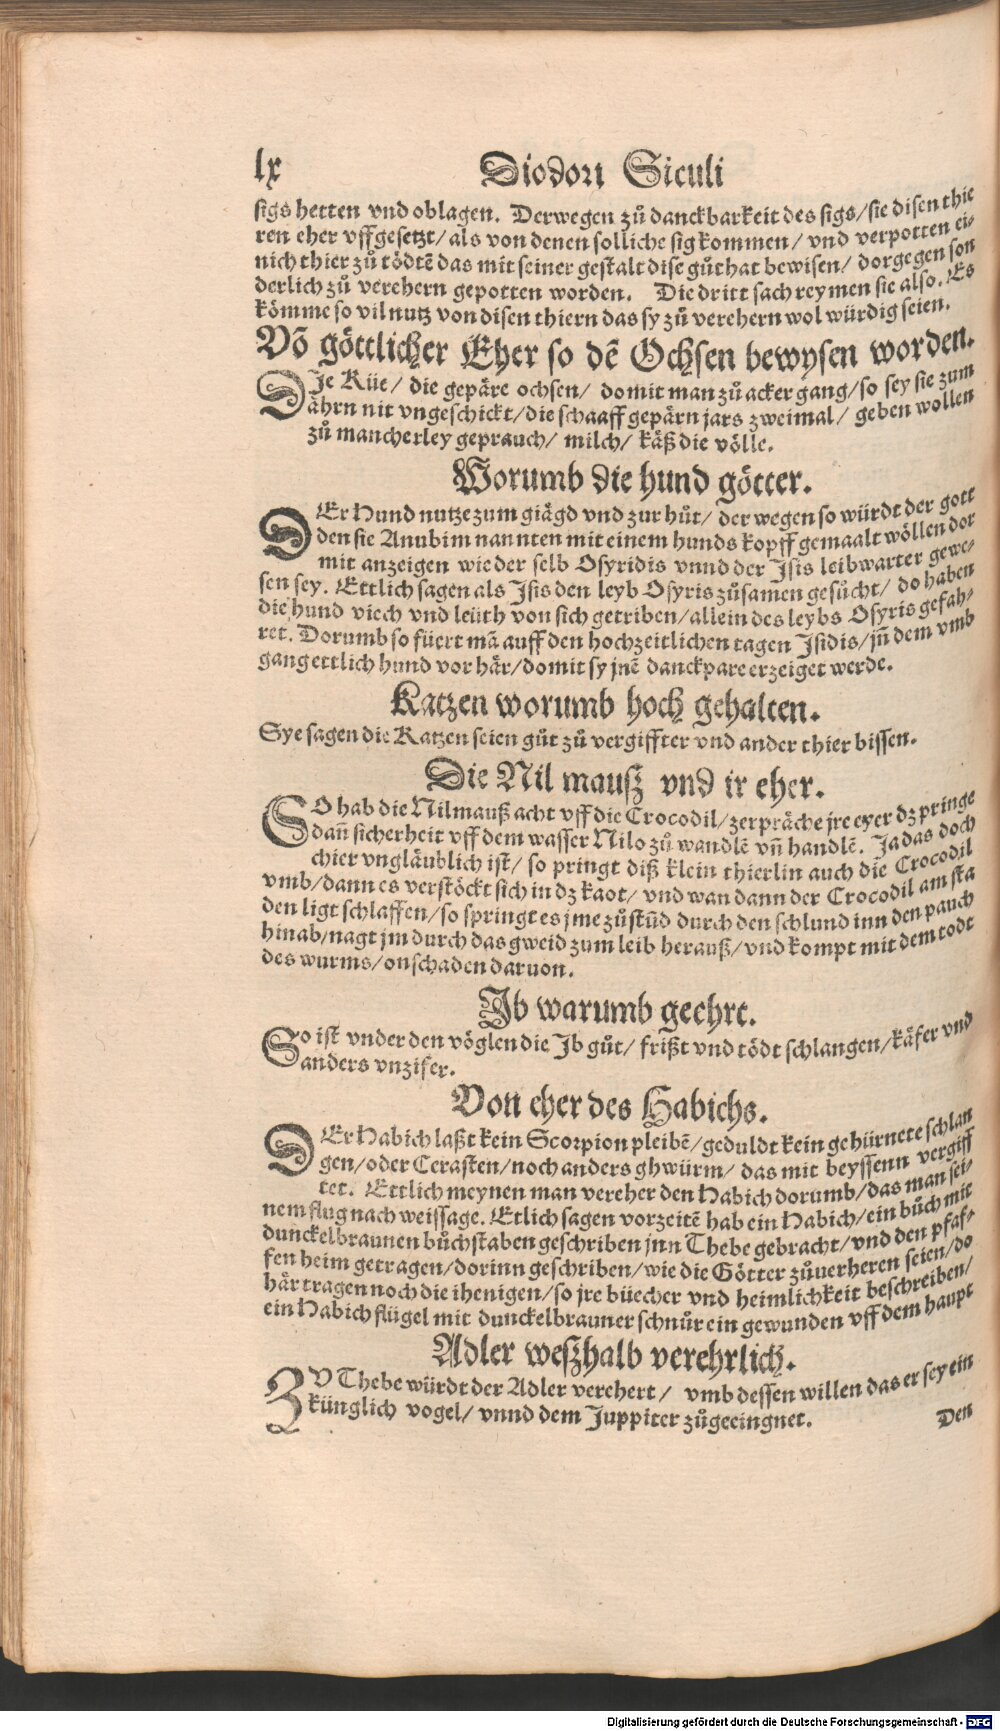 lx Diodori Siculi
sigs hetten vnd oblagen. Derwegen zů danckbarkeit des sigs/ sie disen thie
ren eher vffgesetzt/ als von denen solliche sig kommen/ vnd verpotten ei-
nich thier zů tödtē das mit seiner gestalt dise gůthat bewisen/ dorgegen son
derlich zů verehern gepotten worden. Die dritt sach reymen sie also. Es
kömme so vil nutz von disen thiern das sy zů verehern wol würdig seien.
Vō göttlicher Eher so dē Ochsen bewysen worden.
DJe Küe/ die gepäre ochsen/ domit man zů acker gang/ so sey sie zum
åhrn nit vngeschickt/ die schaaff gepårn jars zweimal/ geben wollen
zů mancherley geprauch/ milch/ kåß die völle.
Worumb die hund götter.
DEr Hund nutze zum giågd vnd zur hůt/ der wegen so würdt der gott
den sie Anubim nannten mit einem hunds kopff gemaalt wöllen dor
mit anzeigen wie der selb Osyridis vnnd der Isis leibwarter gewe-
sen sey. Ettlich sagen als Isis den leyb Osyris zůsamen gesůcht/ do haben
die hund viech vnd leüth von sich getriben/ allein des leybs Osyris gefah-
ret. Dorumb so füert mā auff den hochzeitlichen tagen Isidis/ jn̄ dem vmb
gang ettlich hund vor här/ domit sy jnē danckpare erzeiget werde.
Katzen worumb hoch gehalten.
Sye sagen die Katzen seien gůt zů vergiffter vnd ander thier bissen.
Die Nil mausz vnd ir eher.
SO hab die Nilmauß acht vff die Crocodil/ zerpräche jre eyer dz pringe
dan̄ sicherheit vff dem wasser Nilo zů wandlē vn̄ handlē. Ja das doch
chier vngläublich ist/ so pringt diß klein thierlin auch die Crocodil
vmb/ dann es verstöckt sich in dz kaot/ vnd wan dann der Crocodil am sta
den ligt schlaffen/ so springt es jme zůstūd durch den schlund inn den pauch
hinab/ nagt jm durch das gweid zum leib herauß/ vnd kompt mit dem todt
des wurms/ on schaden daruon.
Jb warumb geehrt.
So ist vnder den vöglen die Jb gůt/ frißt vnd tödt schlangen/ käfer vnd
anders vnzifer.
Von eher des Habichs.
DEr Habich laßt kein Scorpion pleibē/ geduldt kein gehürnete schlan
gen/ oder Cerasten/ noch anders ghwürm/ das mit beyssenn vergiff
tet. Ettlich meynen man vereher den Habich dorumb/ das man sei-
nem flug nach weissage. Etlich sagen vorzeitē hab ein Habich/ ein bůch mit
dunckelbraunen bůchstaben geschriben jnn Thebe gebracht/ vnd den pfaf-
fen heim getragen/ dorinn geschriben/ wie die Götter zůuerheren seien/ do
här tragen noch die ihenigen/ so jre büecher vnd heimlichkeit beschreiben/
ein Habich flügel mit dunckelbrauner schnůr ein gewunden vff dem haupt
Adler weszhalb verehrlich.
ZV Thebe würdt der Adler verehert/ vmb dessen willen das er sey ein
künglich vogel/ vnnd dem Juppiter zůgeeingnet.
Den
Digitalisierung gefördert durch die Deutsche Forschungsgemeinschaft - DFG